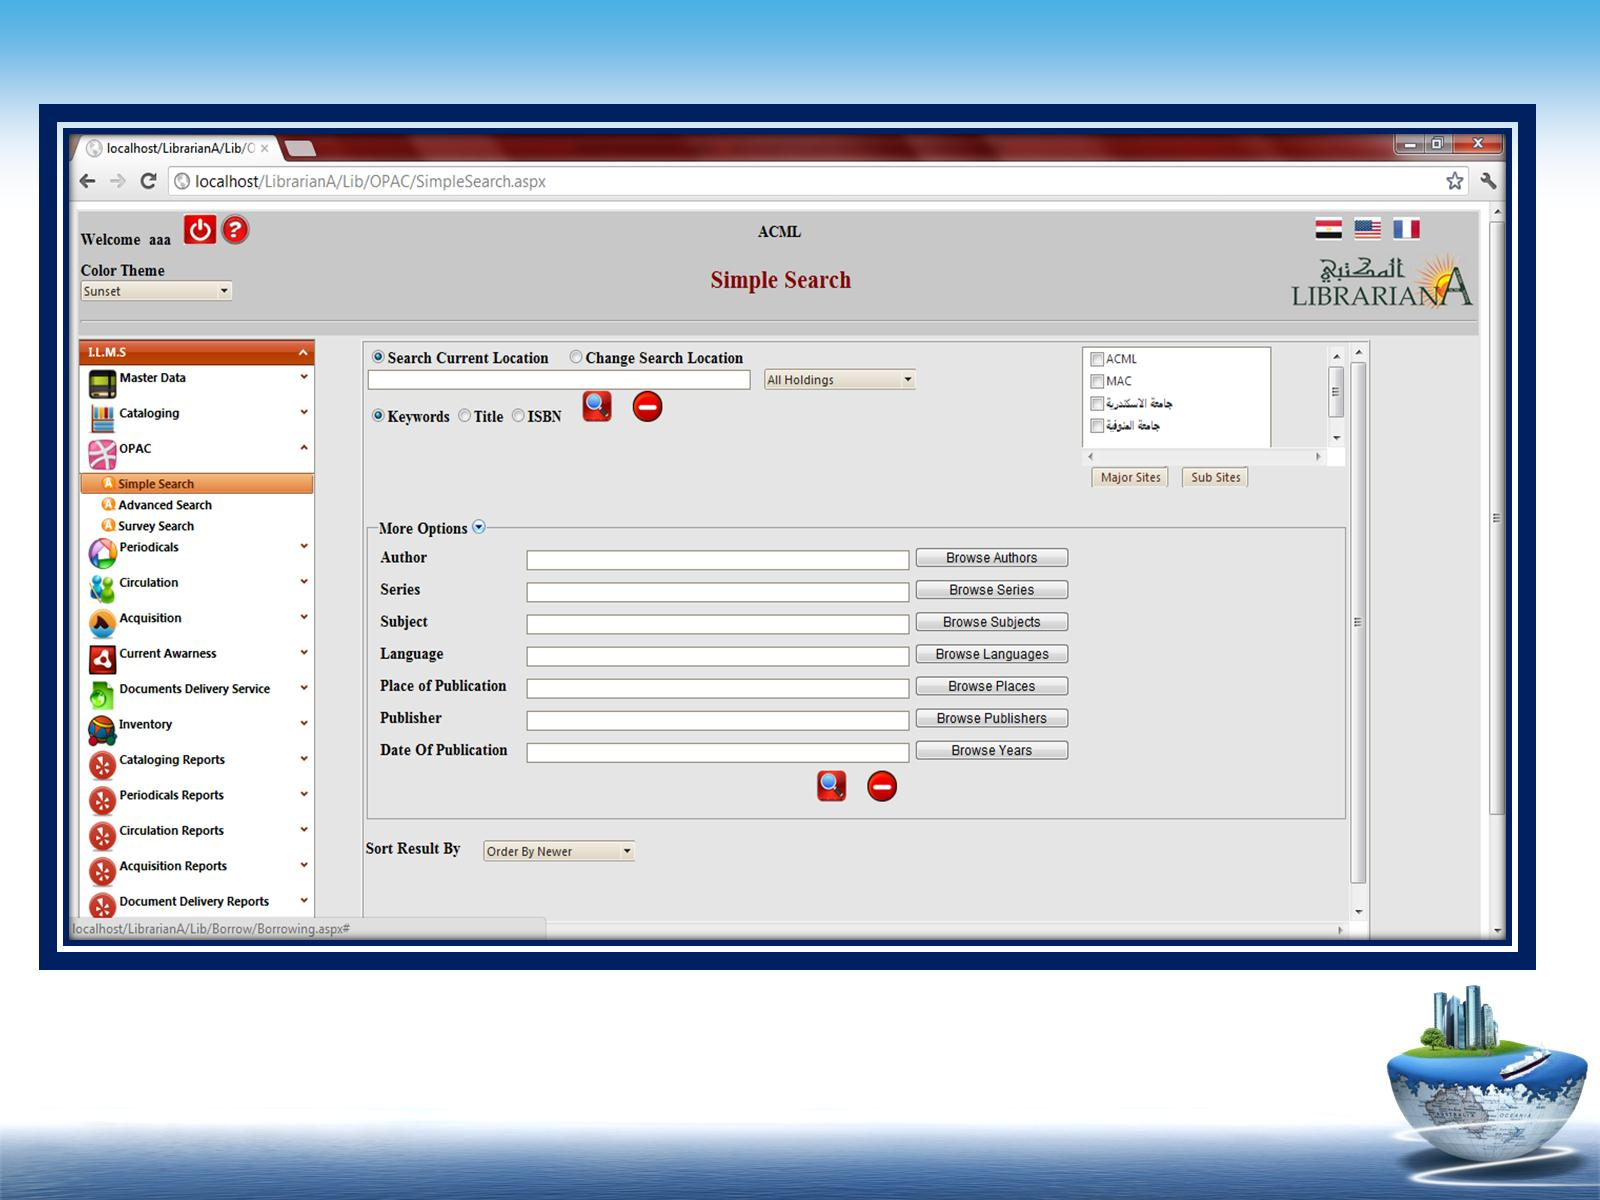 localhost/LibrarianA/Lib/O
localhost/LibrarianA/Lib/OPAC/SimpleSearch.aspx
Welcome aaa
ACML
Color Theme
Sunset
Simple Search
المكتبي
LIBRARIANA
I.L.M.S
Master Data
Cataloging
OPAC
Simple Search
Advanced Search
Survey Search
Periodicals
Circulation
Acquisition
Current Awarness
Documents Delivery Service
Inventory
Cataloging Reports
Periodicals Reports
Circulation Reports
Acquisition Reports
Document Delivery Reports
Search Current Location Change Search Location
All Holdings
Keywords Title ISBN
ACML
MAC
جامعة الاسكندرية
جامعة المنوفية
Major Sites Sub Sites
More Options
Author Browse Authors
Series Browse Series
Subject Browse Subjects
Language Browse Languages
Place of Publication Browse Places
Publisher Browse Publishers
Date Of Publication Browse Years
Sort Result By Order By Newer
localhost/LibrarianA/Lib/Borrow/Borrowing.aspx#
AUSTRALIA
OCEANIA